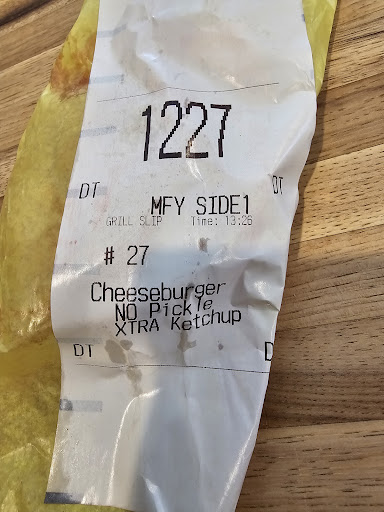 1227
DT DT
MFY SIDE1
GRILL SLIP Time: 13:26
# 27
Cheeseburger
NO Pickle
XTRA Ketchup
DT D